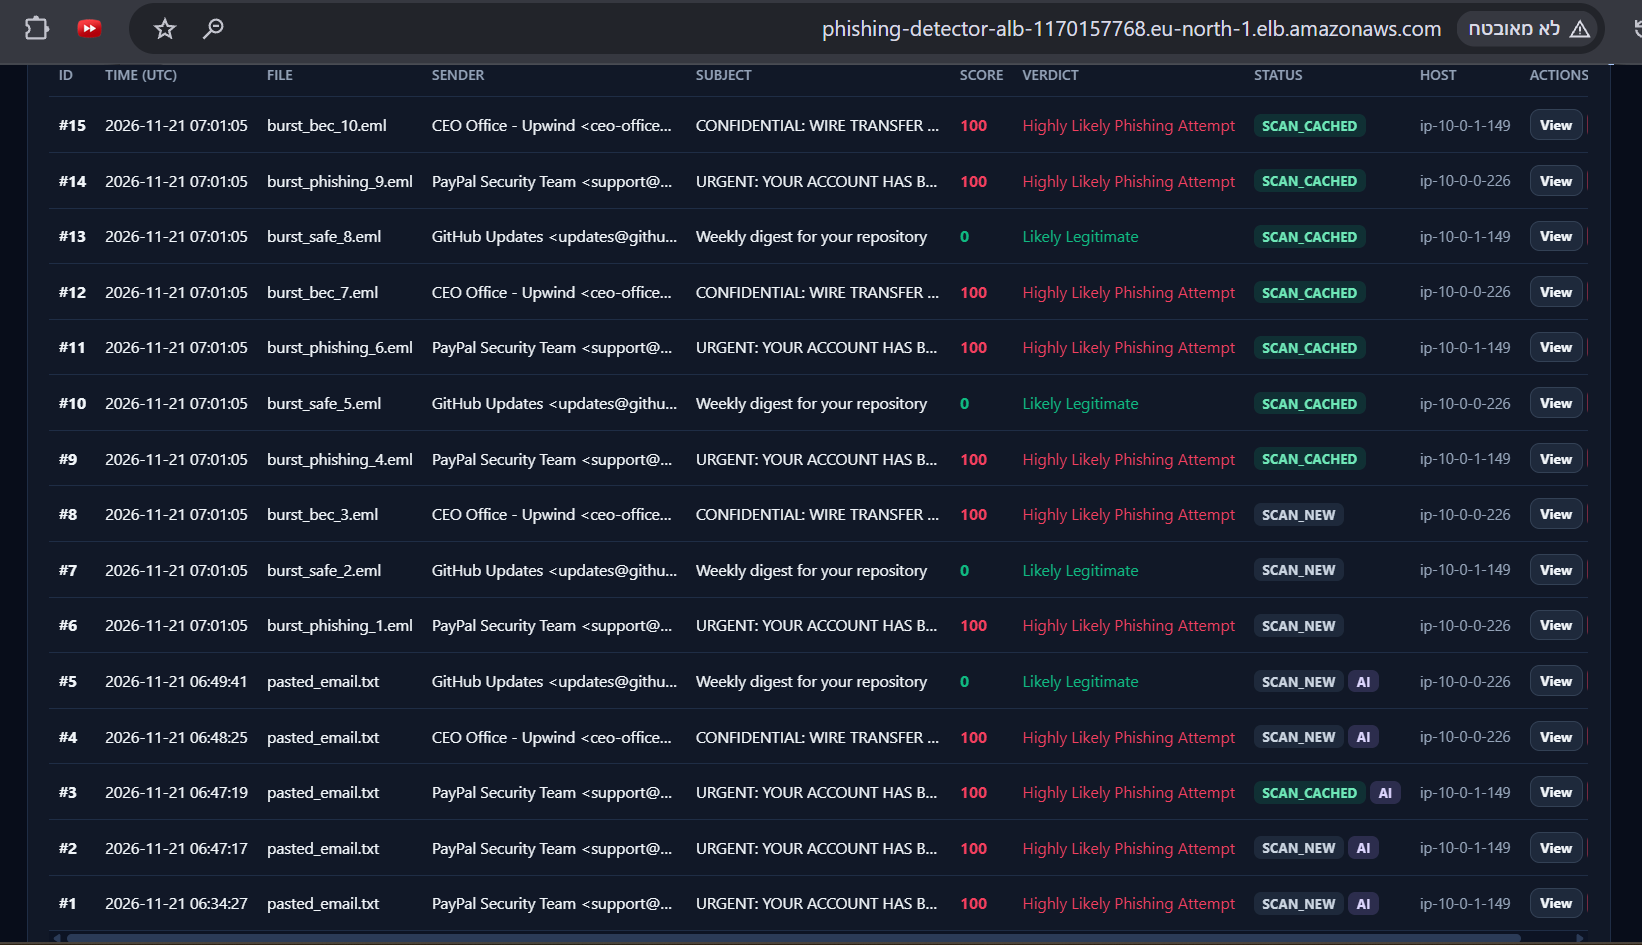 phishing-detector-alb-1170157768.eu-north-1.elb.amazonaws.com לא מאובטח
ID TIME (UTC) FILE SENDER SUBJECT SCORE VERDICT STATUS HOST ACTIONS
#15 2026-11-21 07:01:05 burst_bec_10.eml CEO Office - Upwind <ceo-office... CONFIDENTIAL: WIRE TRANSFER ... 100 Highly Likely Phishing Attempt SCAN_CACHED ip-10-0-1-149 View
#14 2026-11-21 07:01:05 burst_phishing_9.eml PayPal Security Team <support@... URGENT: YOUR ACCOUNT HAS B... 100 Highly Likely Phishing Attempt SCAN_CACHED ip-10-0-0-226 View
#13 2026-11-21 07:01:05 burst_safe_8.eml GitHub Updates <updates@githu... Weekly digest for your repository 0 Likely Legitimate SCAN_CACHED ip-10-0-1-149 View
#12 2026-11-21 07:01:05 burst_bec_7.eml CEO Office - Upwind <ceo-office... CONFIDENTIAL: WIRE TRANSFER ... 100 Highly Likely Phishing Attempt SCAN_CACHED ip-10-0-0-226 View
#11 2026-11-21 07:01:05 burst_phishing_6.eml PayPal Security Team <support@... URGENT: YOUR ACCOUNT HAS B... 100 Highly Likely Phishing Attempt SCAN_CACHED ip-10-0-1-149 View
#10 2026-11-21 07:01:05 burst_safe_5.eml GitHub Updates <updates@githu... Weekly digest for your repository 0 Likely Legitimate SCAN_CACHED ip-10-0-0-226 View
#9 2026-11-21 07:01:05 burst_phishing_4.eml PayPal Security Team <support@... URGENT: YOUR ACCOUNT HAS B... 100 Highly Likely Phishing Attempt SCAN_CACHED ip-10-0-1-149 View
#8 2026-11-21 07:01:05 burst_bec_3.eml CEO Office - Upwind <ceo-office... CONFIDENTIAL: WIRE TRANSFER ... 100 Highly Likely Phishing Attempt SCAN_NEW ip-10-0-0-226 View
#7 2026-11-21 07:01:05 burst_safe_2.eml GitHub Updates <updates@githu... Weekly digest for your repository 0 Likely Legitimate SCAN_NEW ip-10-0-1-149 View
#6 2026-11-21 07:01:05 burst_phishing_1.eml PayPal Security Team <support@... URGENT: YOUR ACCOUNT HAS B... 100 Highly Likely Phishing Attempt SCAN_NEW ip-10-0-0-226 View
#5 2026-11-21 06:49:41 pasted_email.txt GitHub Updates <updates@githu... Weekly digest for your repository 0 Likely Legitimate SCAN_NEW AI ip-10-0-0-226 View
#4 2026-11-21 06:48:25 pasted_email.txt CEO Office - Upwind <ceo-office... CONFIDENTIAL: WIRE TRANSFER ... 100 Highly Likely Phishing Attempt SCAN_NEW AI ip-10-0-0-226 View
#3 2026-11-21 06:47:19 pasted_email.txt PayPal Security Team <support@... URGENT: YOUR ACCOUNT HAS B... 100 Highly Likely Phishing Attempt SCAN_CACHED AI ip-10-0-1-149 View
#2 2026-11-21 06:47:17 pasted_email.txt PayPal Security Team <support@... URGENT: YOUR ACCOUNT HAS B... 100 Highly Likely Phishing Attempt SCAN_NEW AI ip-10-0-1-149 View
#1 2026-11-21 06:34:27 pasted_email.txt PayPal Security Team <support@... URGENT: YOUR ACCOUNT HAS B... 100 Highly Likely Phishing Attempt SCAN_NEW AI ip-10-0-1-149 View